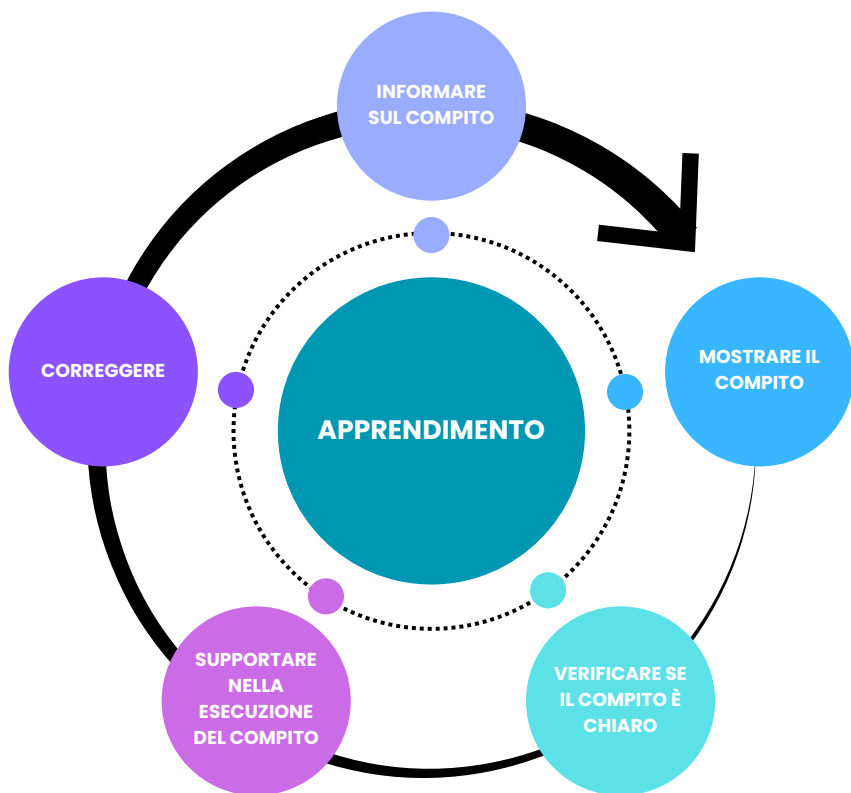 INFORMARE
SUL COMPITO
MOSTRARE IL
COMPITO
VERIFICARE SE
IL COMPITO È
CHIARO
SUPPORTARE
NELLA
ESECUZIONE
DEL COMPITO
CORREGGERE
APPRENDIMENTO